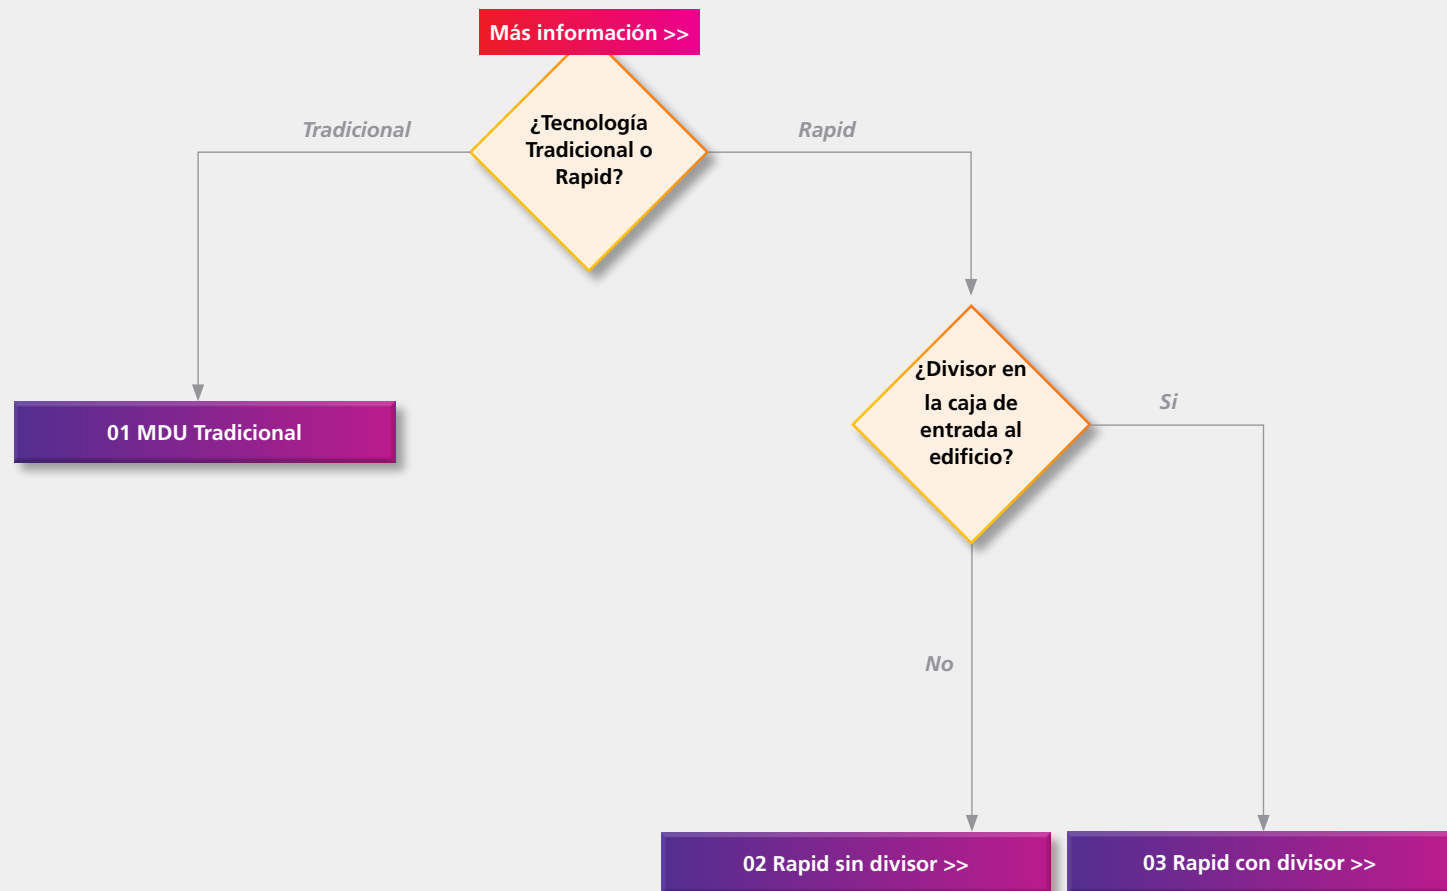 Más información >>
¿Tecnología
Tradicional o
Rapid?
Tradicional
Rapid
¿Divisor en
la caja de
entrada al
edificio?
Si
01 MDU Tradicional
No
02 Rapid sin divisor >>
03 Rapid con divisor >>